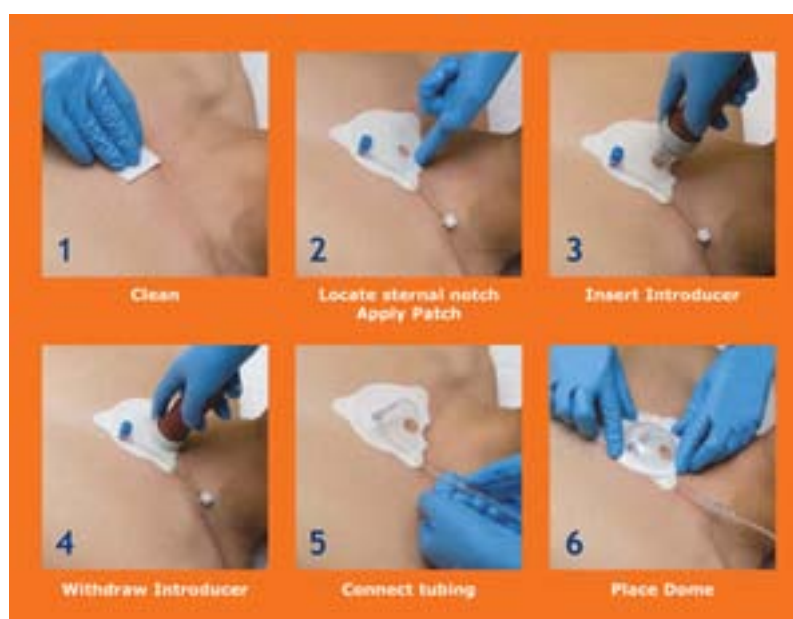 1
Clean
2
Locate sternal notch
Apply Patch
3
Insert Introducer
4
Withdraw Introducer
5
Connect tubing
6
Place Dome